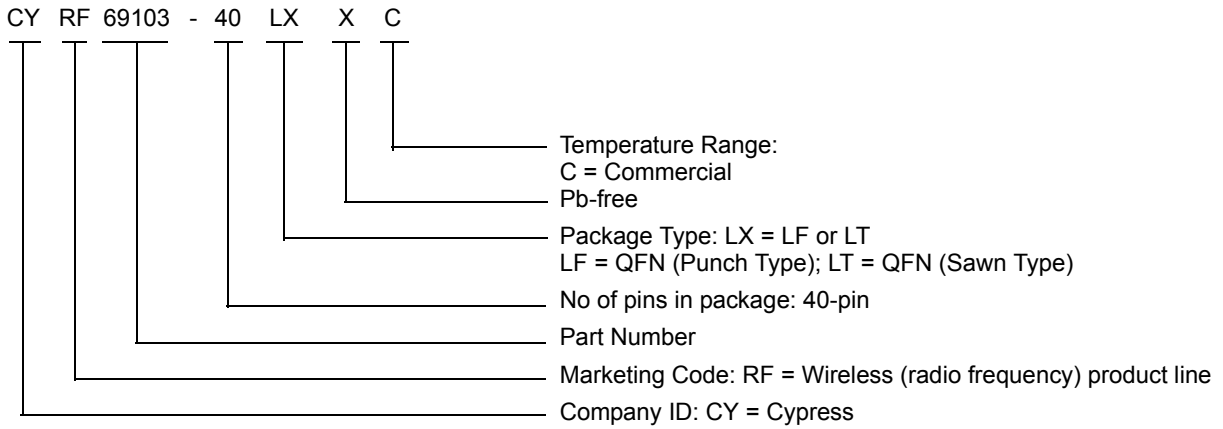 CY RF 69103 - 40 LX X C
Temperature Range:
C = Commercial
Pb-free
Package Type: LX = LF or LT
LF = QFN (Punch Type); LT = QFN (Sawn Type)
No of pins in package: 40-pin
Part Number
Marketing Code: RF = Wireless (radio frequency) product line
Company ID: CY = Cypress